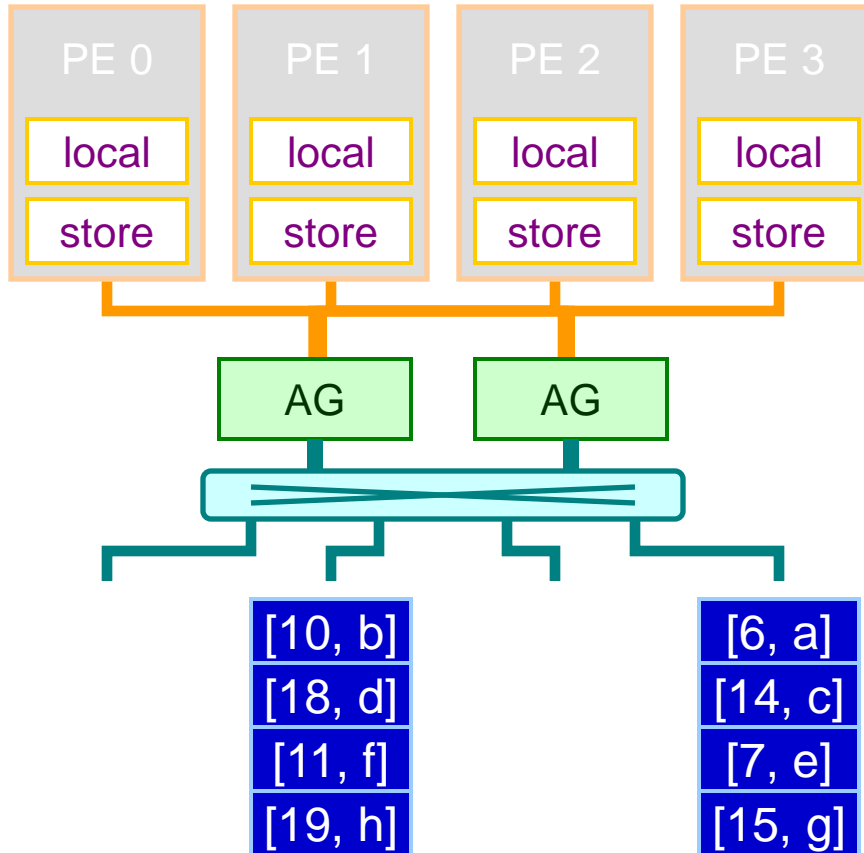 PE 0 PE 1 PE 2 PE 3
local local local local
store store store store
AG AG
[10, b] [6, a]
[18, d] [14, c]
[11, f] [7, e]
[19, h] [15, g]